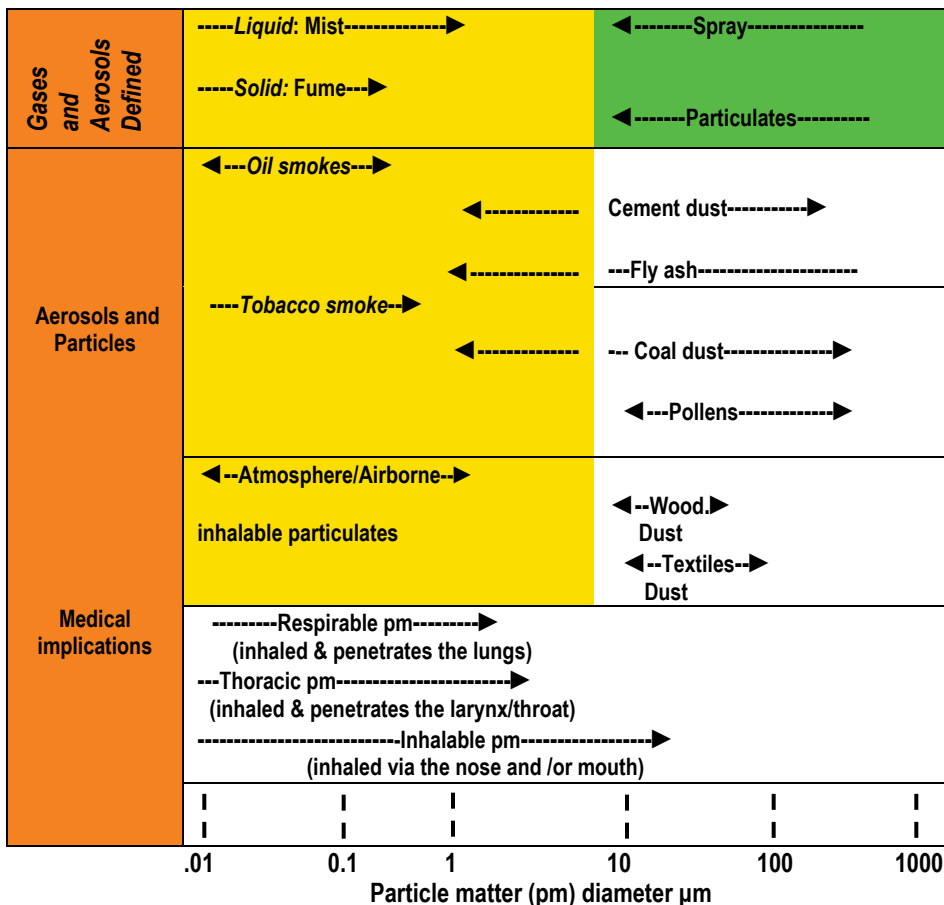 Gases
and
Aerosols
Defined
-----Liquid: Mist-----------►
◄--------Spray----------------
-----Solid: Fume---►
◄-------Particulates----------
Aerosols and
Particles
◄---Oil smokes---►
◄------------- Cement dust-----------►
◄------------- ---Fly ash----------------------
----Tobacco smoke--►
◄------------- --- Coal dust---------------►
◄---Pollens-------------►
Medical
implications
◄--Atmosphere/Airborne--►
inhalable particulates
◄--Wood.►
Dust
◄--Textiles--►
Dust
---------Respirable pm---------►
(inhaled & penetrates the lungs)
---Thoracic pm------------------------►
(inhaled & penetrates the larynx/throat)
----------------------------Inhalable pm------------------►
(inhaled via the nose and /or mouth)
.01 0.1 1 10 100 1000
Particle matter (pm) diameter µm